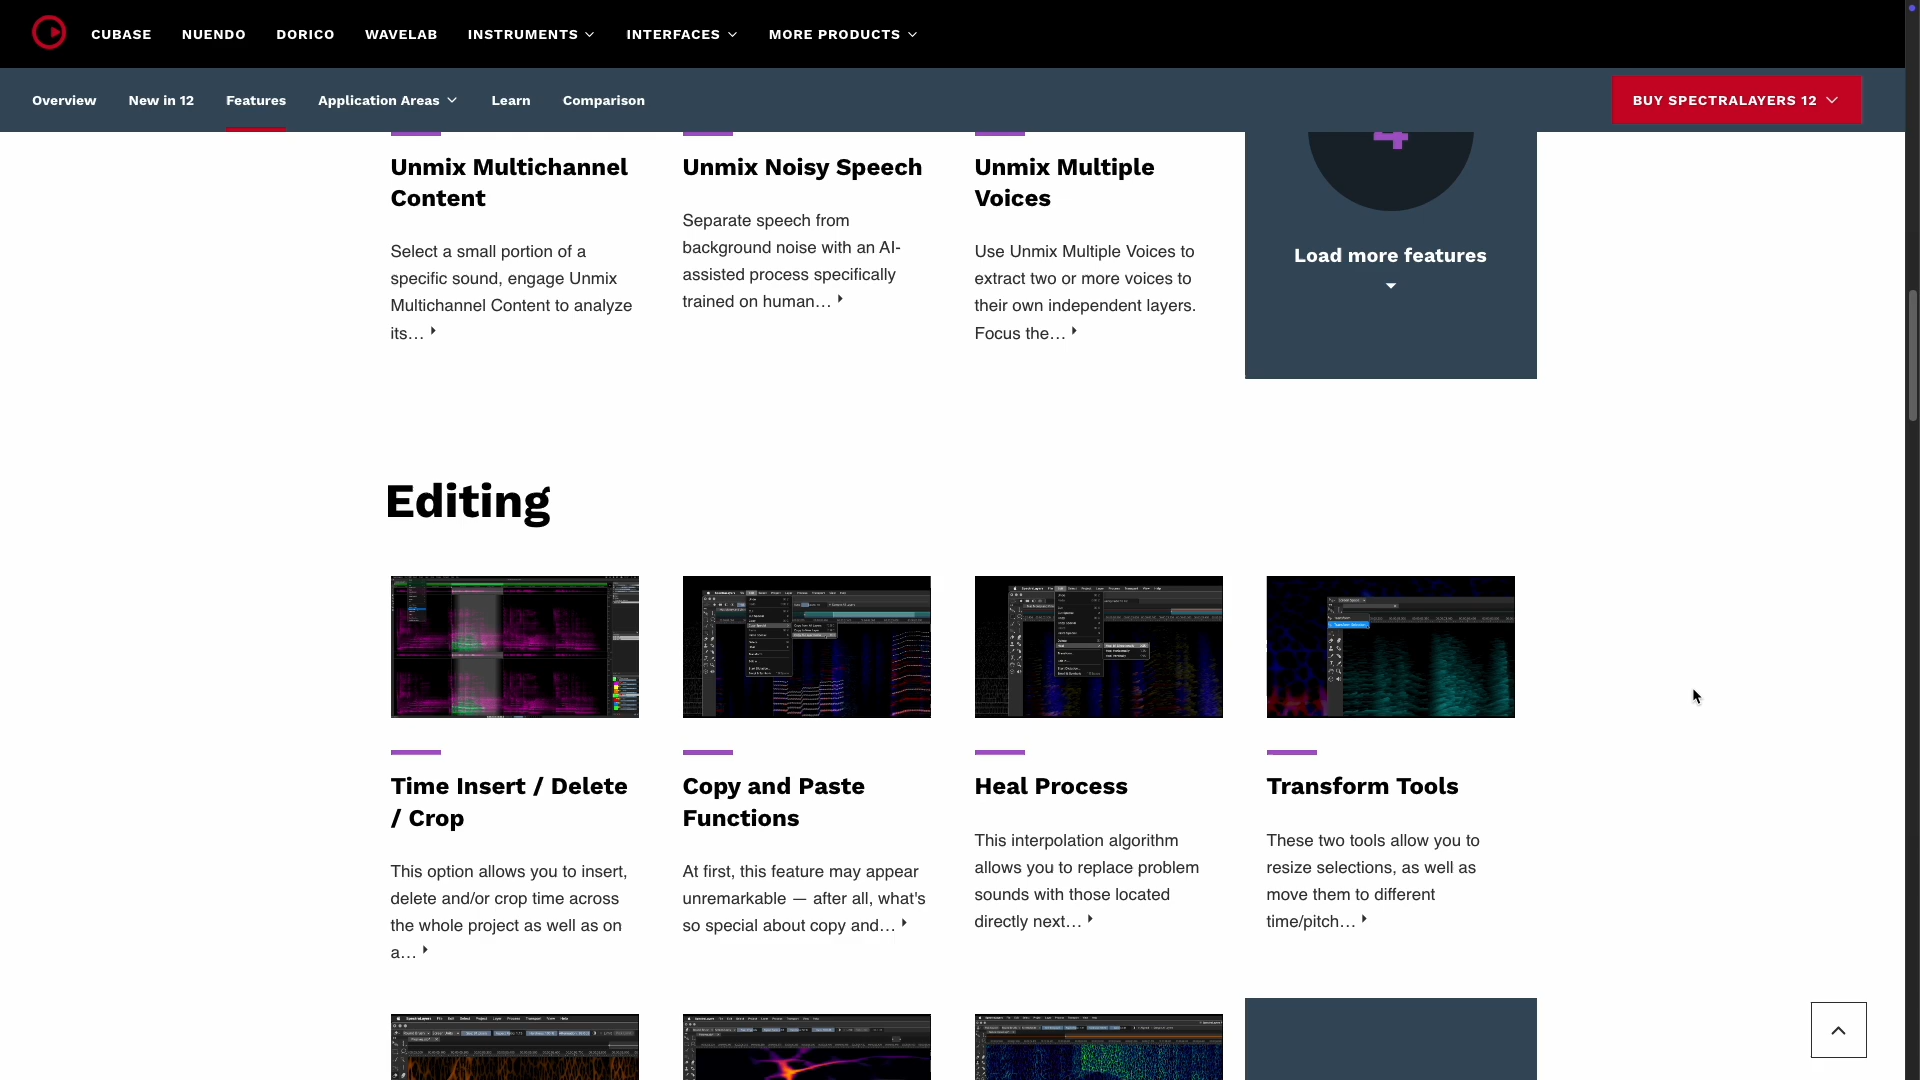 CUBASE NUENDO DORICO WAVELAB INSTRUMENTS INTERFACES MORE PRODUCTS
Overview New in 12 Features Application Areas Learn Comparison BUY SPECTRALAYERS 12
Unmix Multichannel
Content
Select a small portion of a
specific sound, engage Unmix
Multichannel Content to analyze
its…
Unmix Noisy Speech
Separate speech from
background noise with an AI-
assisted process specifically
trained on human…
Unmix Multiple
Voices
Use Unmix Multiple Voices to
extract two or more voices to
their own independent layers.
Focus the…
Load more features
Editing
Time Insert / Delete
/ Crop
This option allows you to insert,
delete and/or crop time across
the whole project as well as on
a…
Copy and Paste
Functions
At first, this feature may appear
unremarkable — after all, what's
so special about copy and…
Heal Process
This interpolation algorithm
allows you to replace problem
sounds with those located
directly next…
Transform Tools
These two tools allow you to
resize selections, as well as
move them to different
time/pitch…